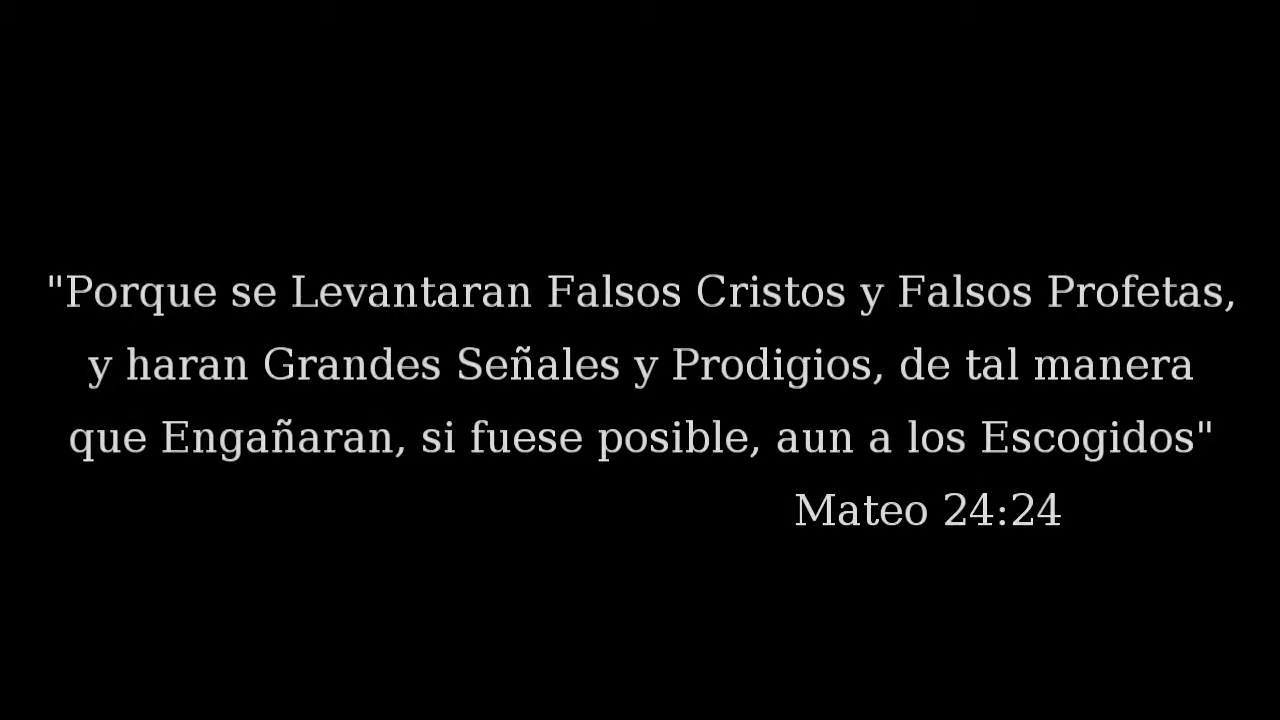 "Porque se Levantaran Falsos Cristos y Falsos Profetas,
y haran Grandes Señales y Prodigios, de tal manera
que Engañaran, si fuese posible, aun a los Escogidos"
Mateo 24:24